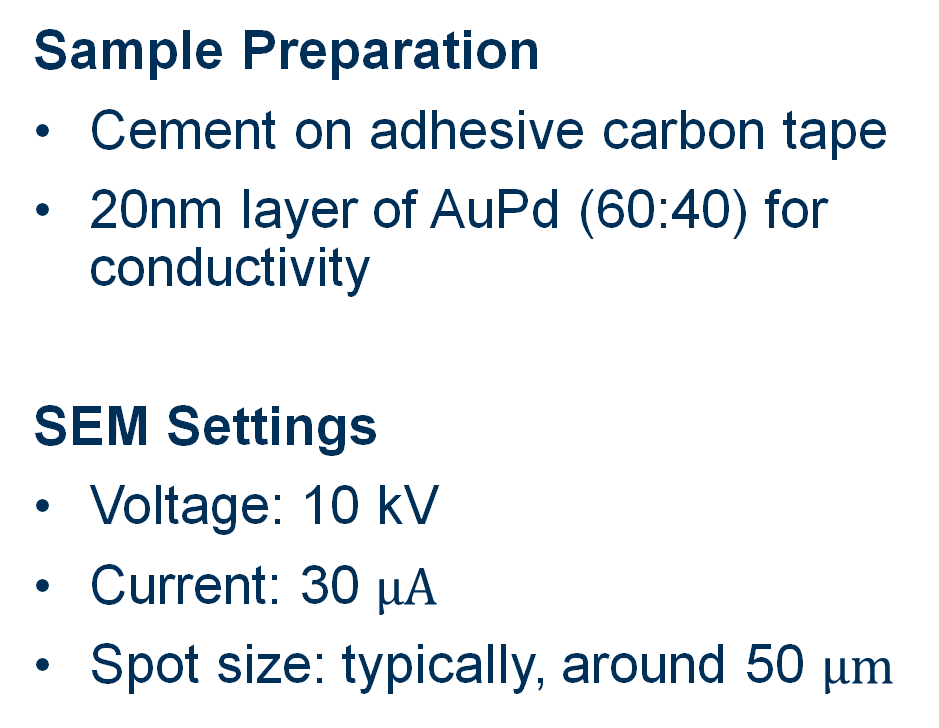 Sample Preparation
• Cement on adhesive carbon tape
• 20nm layer of AuPd (60:40) for
conductivity
SEM Settings
• Voltage: 10 kV
• Current: 30 μA
• Spot size: typically, around 50 μm